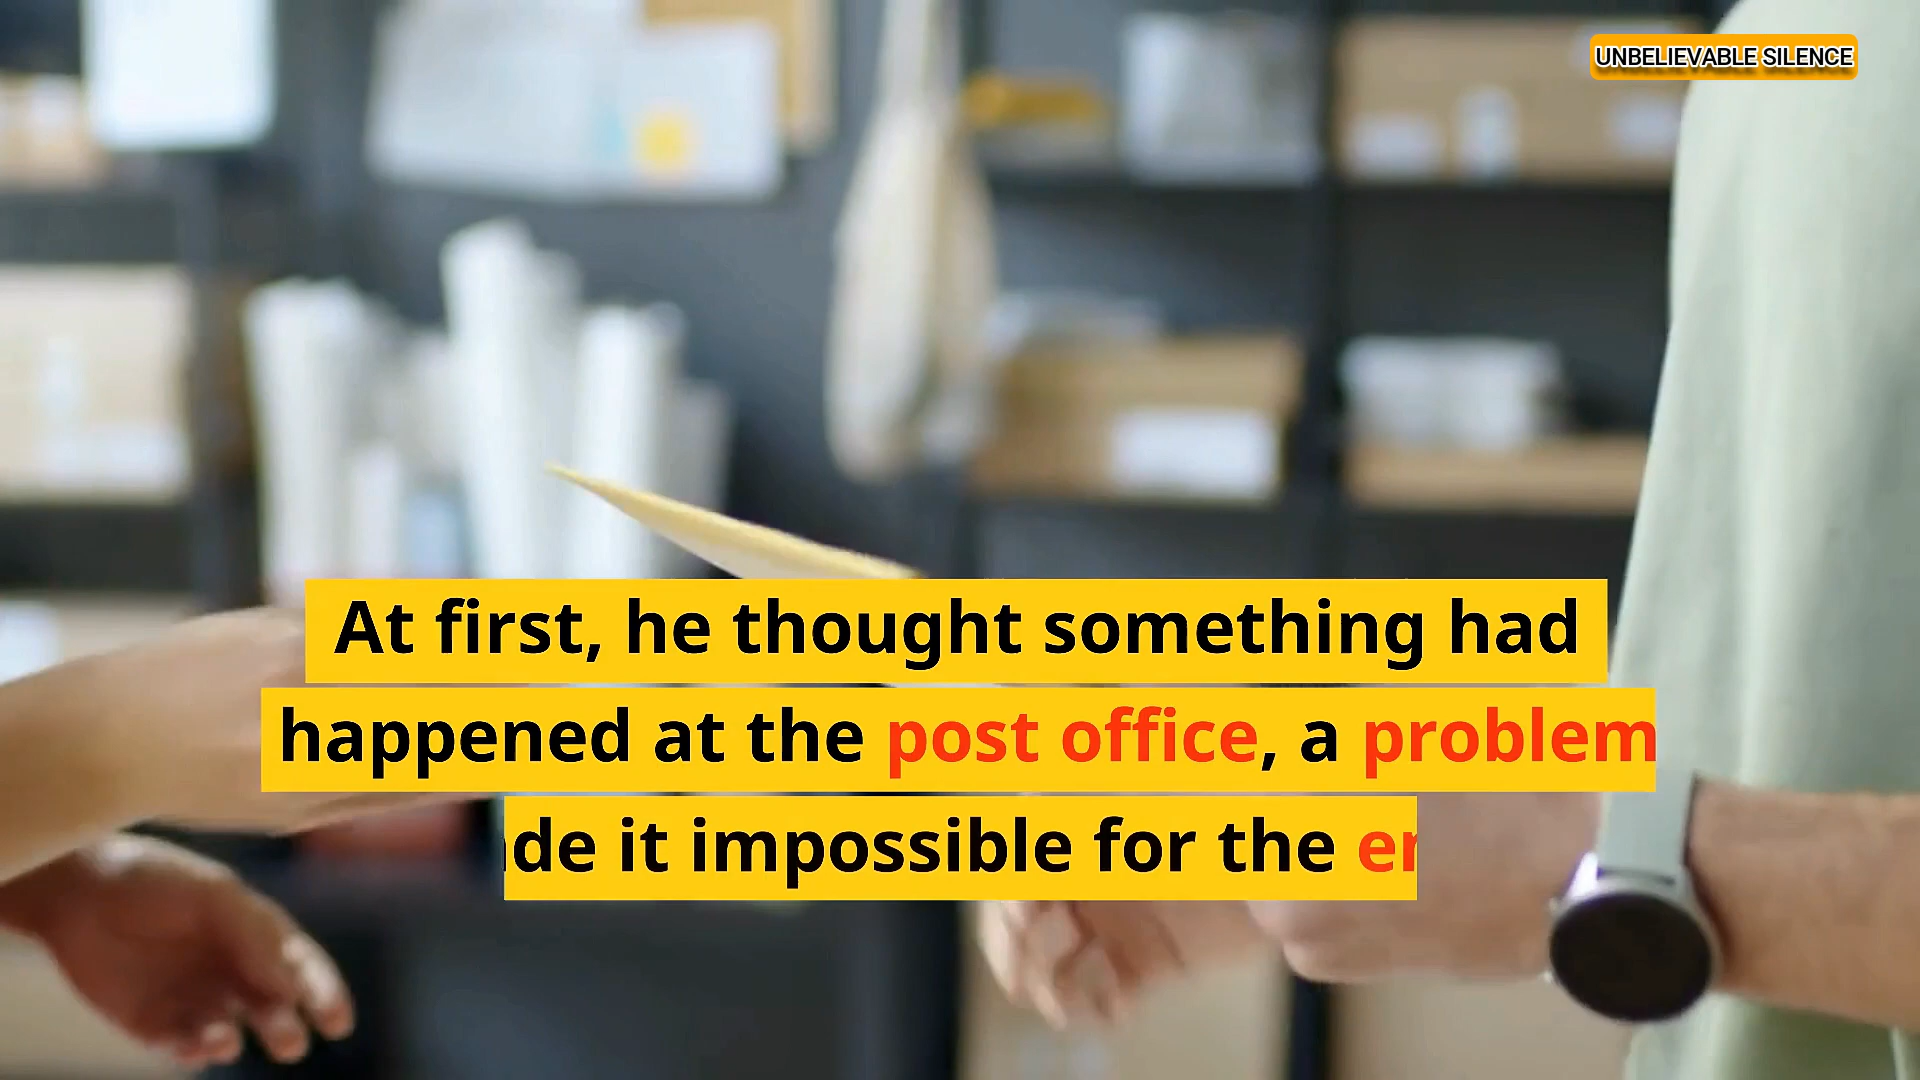 UNBELIEVABLE SILENCE
At first, he thought something had
happened at the post office, a problem
de it impossible for the